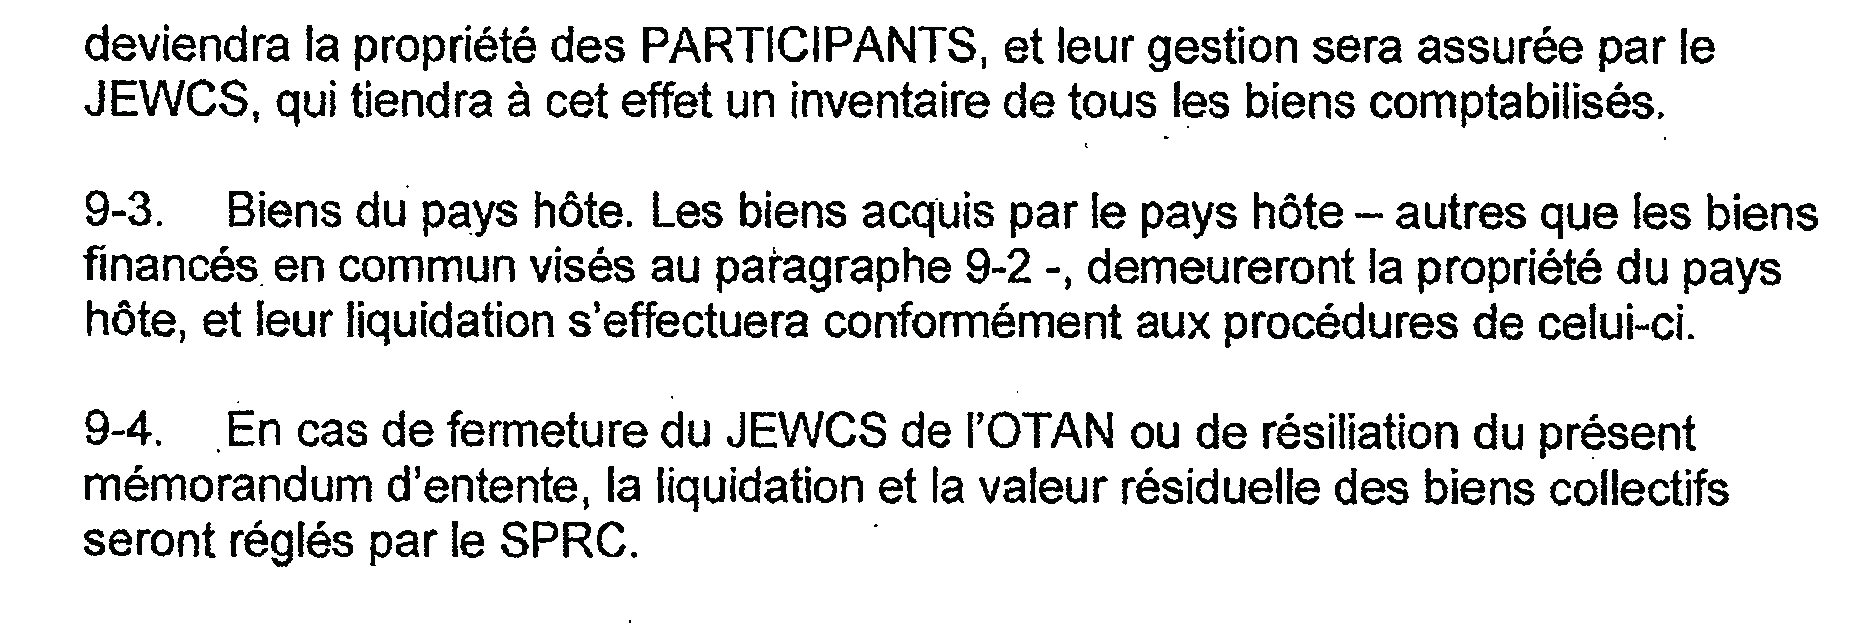 deviendra la propriété des PARTICIPANTS, et leur gestion sera assurée par le
JEWCS, qui tiendra à cet effet un inventaire de tous les biens comptabilisés.
9-3. Biens du pays hôte. Les biens acquis par le pays hôte – autres que les biens
financés en commun visés au paragraphe 9-2 -, demeureront la propriété du pays
hôte, et leur liquidation s'effectuera conformément aux procédures de celui-ci.
9-4. En cas de fermeture du JEWCS de l'OTAN ou de résiliation du présent
mémorandum d'entente, la liquidation et la valeur résiduelle des biens collectifs
seront réglés par le SPRC.